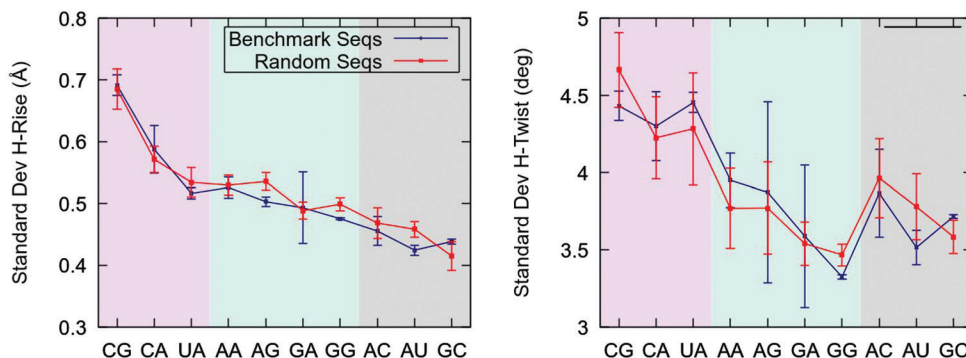 0.8
0.7
0.6
0.5
0.4
0.3
Standard Dev H-Rise (Å)
Benchmark Seqs
Random Seqs
CG CA UA AA AG GA GG AC AU GC
5
4.5
4
3.5
3
Standard Dev H-Twist (deg)
CG CA UA AA AG GA GG AC AU GC